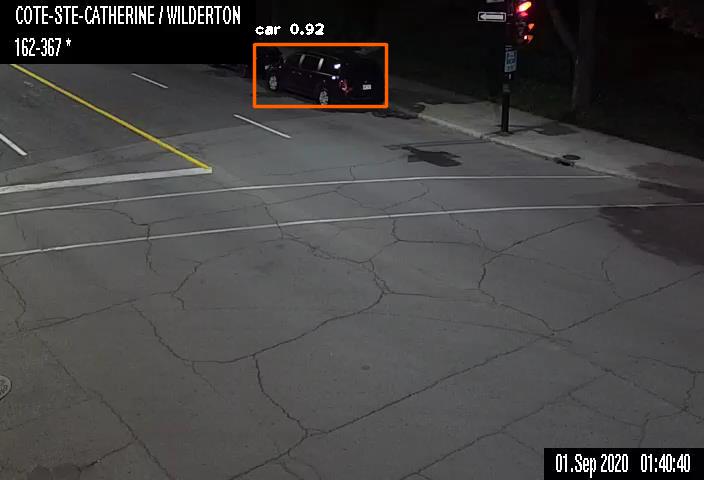 COTE-STE-CATHERINE / WILDERTON
162-367 *
car 0.92
01.Sep 2020 01:40:40